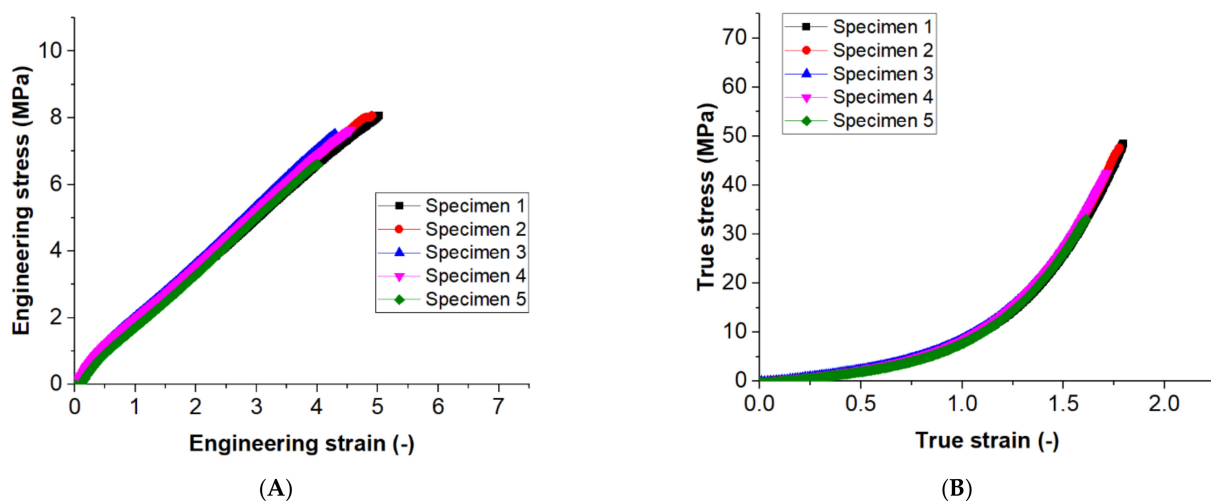 Engineering stress (MPa)
10
8
6
4
2
0
0
1
2
3
4
5
6
7
Engineering strain (-)
Specimen 1
Specimen 2
Specimen 3
Specimen 4
Specimen 5
(A)
True stress (MPa)
70
60
50
40
30
20
10
0
0.0
0.5
1.0
1.5
2.0
True strain (-)
Specimen 1
Specimen 2
Specimen 3
Specimen 4
Specimen 5
(B)